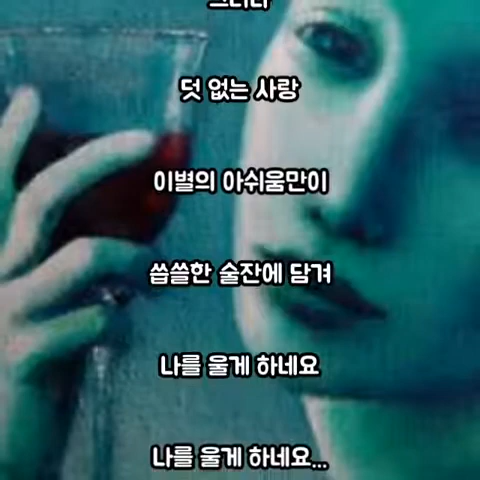 덧 없는 사랑
이별의 아쉬움만이
씁쓸한 술잔에 담겨
나를 울게 하네요
나를 울게 하네요...